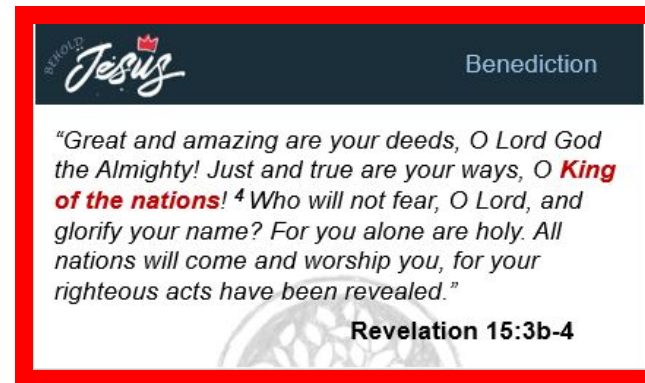 BEHOLD
Jesus
Benediction
“Great and amazing are your deeds, O Lord God
the Almighty! Just and true are your ways, O King
of the nations! ⁴ Who will not fear, O Lord, and
glorify your name? For you alone are holy. All
nations will come and worship you, for your
righteous acts have been revealed.”
Revelation 15:3b-4